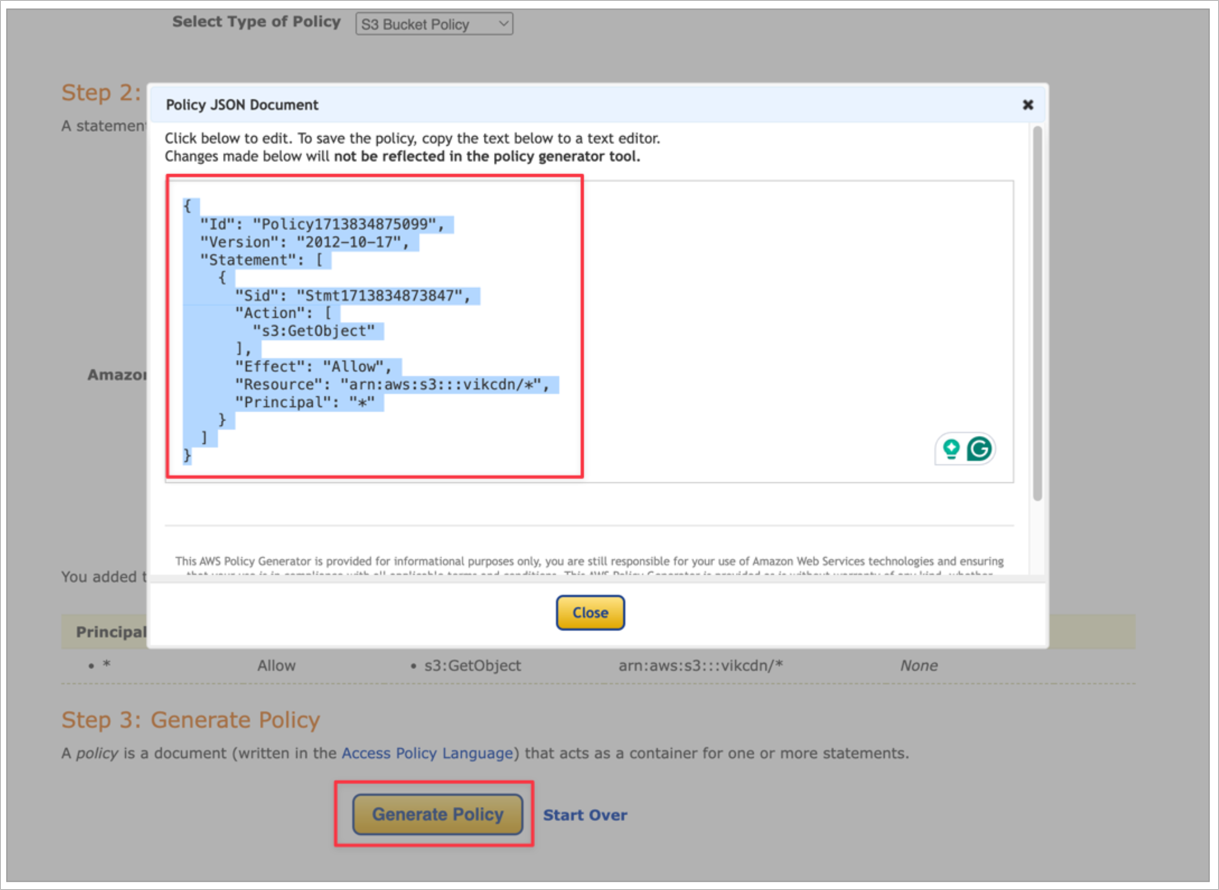 Select Type of Policy S3 Bucket Policy
Step 2:
A statement
Policy JSON Document
Click below to edit. To save the policy, copy the text below to a text editor.
Changes made below will not be reflected in the policy generator tool.
{
  "Id": "Policy1713834875099",
  "Version": "2012-10-17",
  "Statement": [
    {
      "Sid": "Stmt1713834873847",
      "Action": [
        "s3:GetObject"
      ],
      "Effect": "Allow",
      "Resource": "arn:aws:s3:::vikcdn/*",
      "Principal": "*"
    }
  ]
}
Amazon
This AWS Policy Generator is provided for informational purposes only, you are still responsible for your use of Amazon Web Services technologies and ensuring
You added
Close
Principal
• * Allow • s3:GetObject arn:aws:s3:::vikcdn/* None
Step 3: Generate Policy
A policy is a document (written in the Access Policy Language) that acts as a container for one or more statements.
Generate Policy Start Over